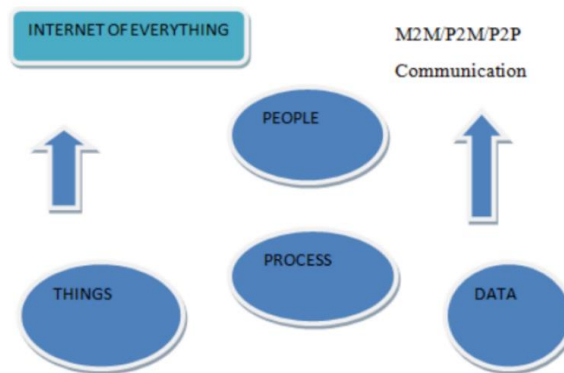 INTERNET OF EVERYTHING
M2M/P2M/P2P
Communication
PEOPLE
PROCESS
THINGS
DATA